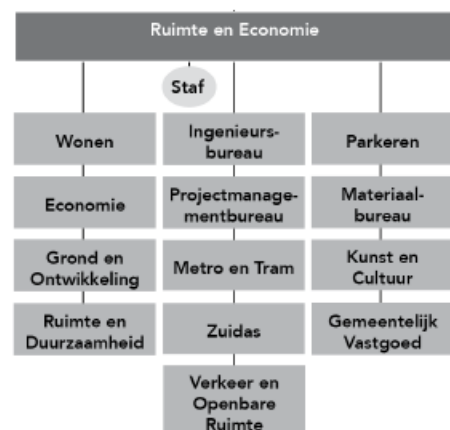 Ruimte en Economie
Staf
Wonen
Economie
Grond en
Ontwikkeling
Ruimte en
Duurzaamheid
Ingenieurs-
bureau
Projectmanage-
mentbureau
Metro en Tram
Zuidas
Verkeer en
Openbare
Ruimte
Parkeren
Materiaal-
bureau
Kunst en
Cultuur
Gemeentelijk
Vastgoed